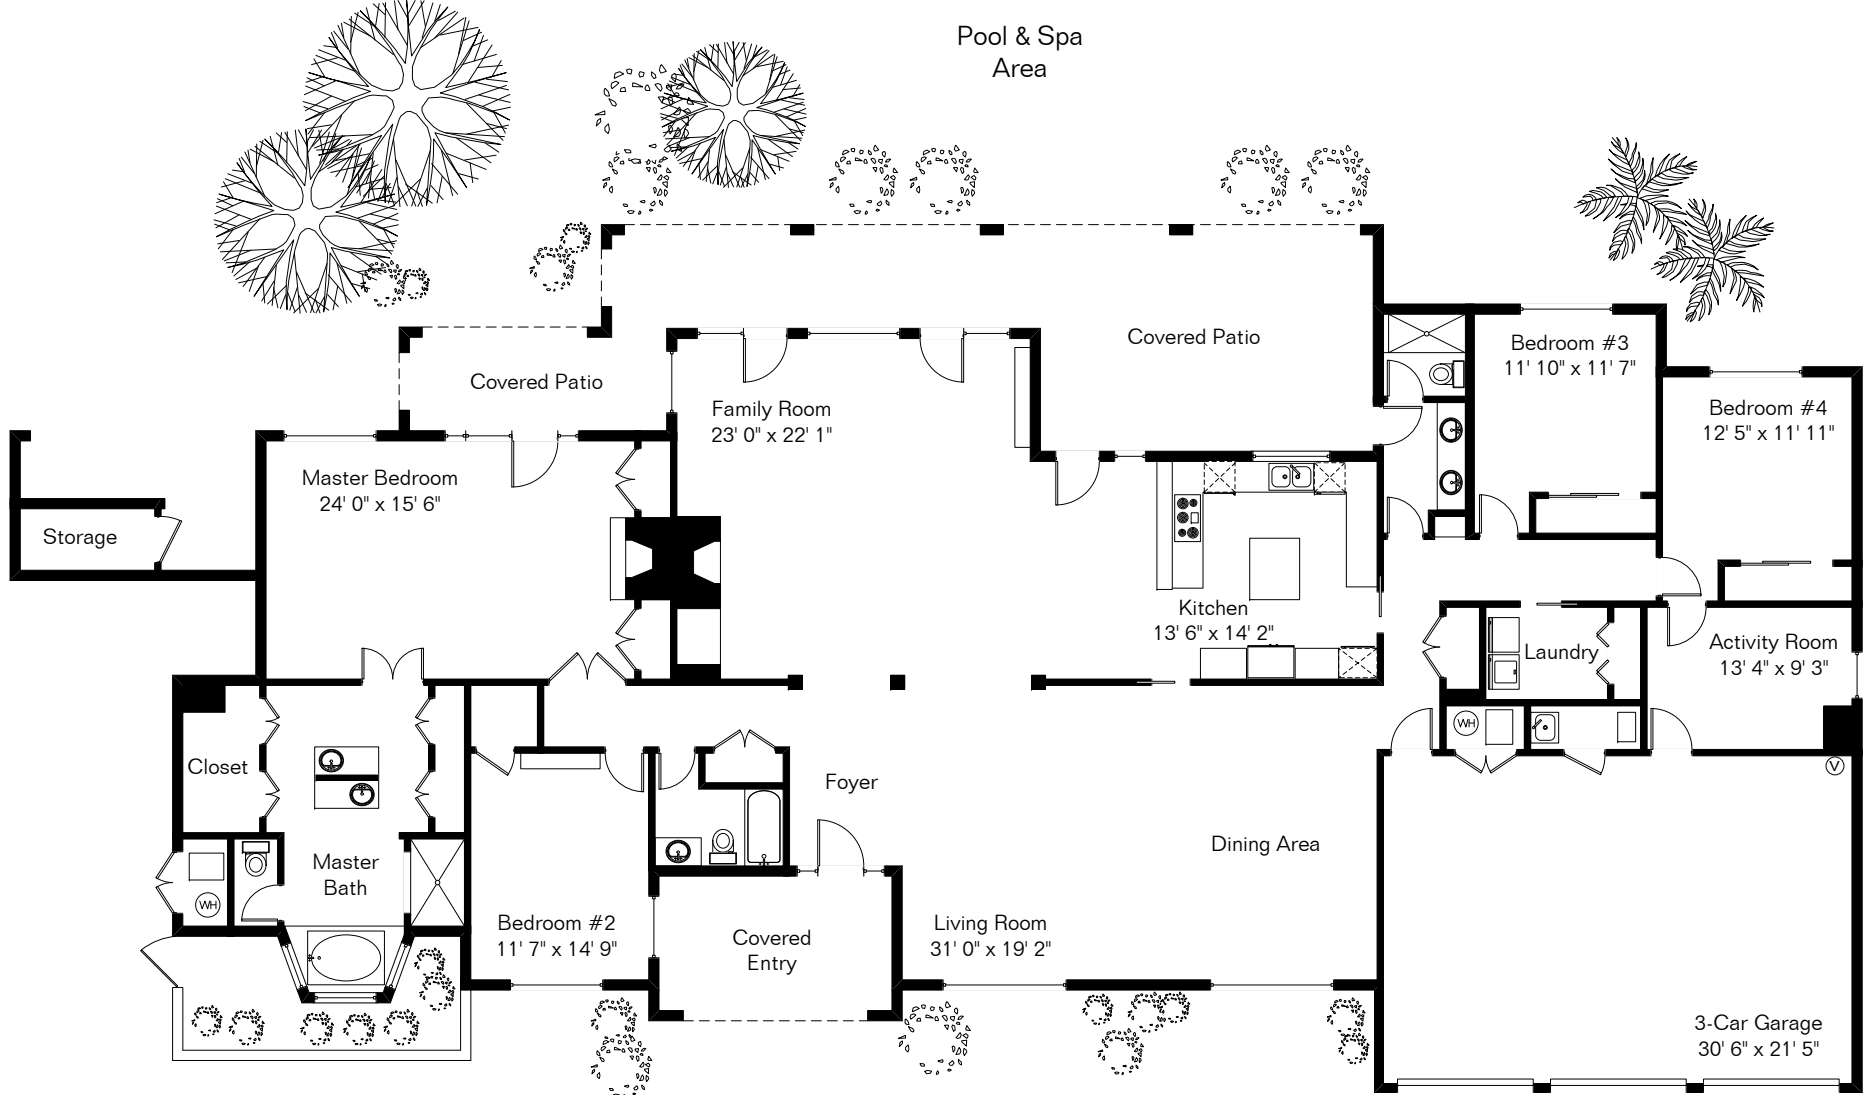 Pool & Spa
Area
Covered Patio
Bedroom #3
11' 10" x 11' 7"
Covered Patio
Family Room
23' 0" x 22' 1"
Bedroom #4
12' 5" x 11' 11"
Master Bedroom
24' 0" x 15' 6"
Storage
Kitchen
13' 6" x 14' 2"
Laundry
Activity Room
13' 4" x 9' 3"
WH
Closet
V
Foyer
Dining Area
Master
Bath
WH
Bedroom #2
11' 7" x 14' 9"
Covered
Entry
Living Room
31' 0" x 19' 2"
3-Car Garage
30' 6" x 21' 5"